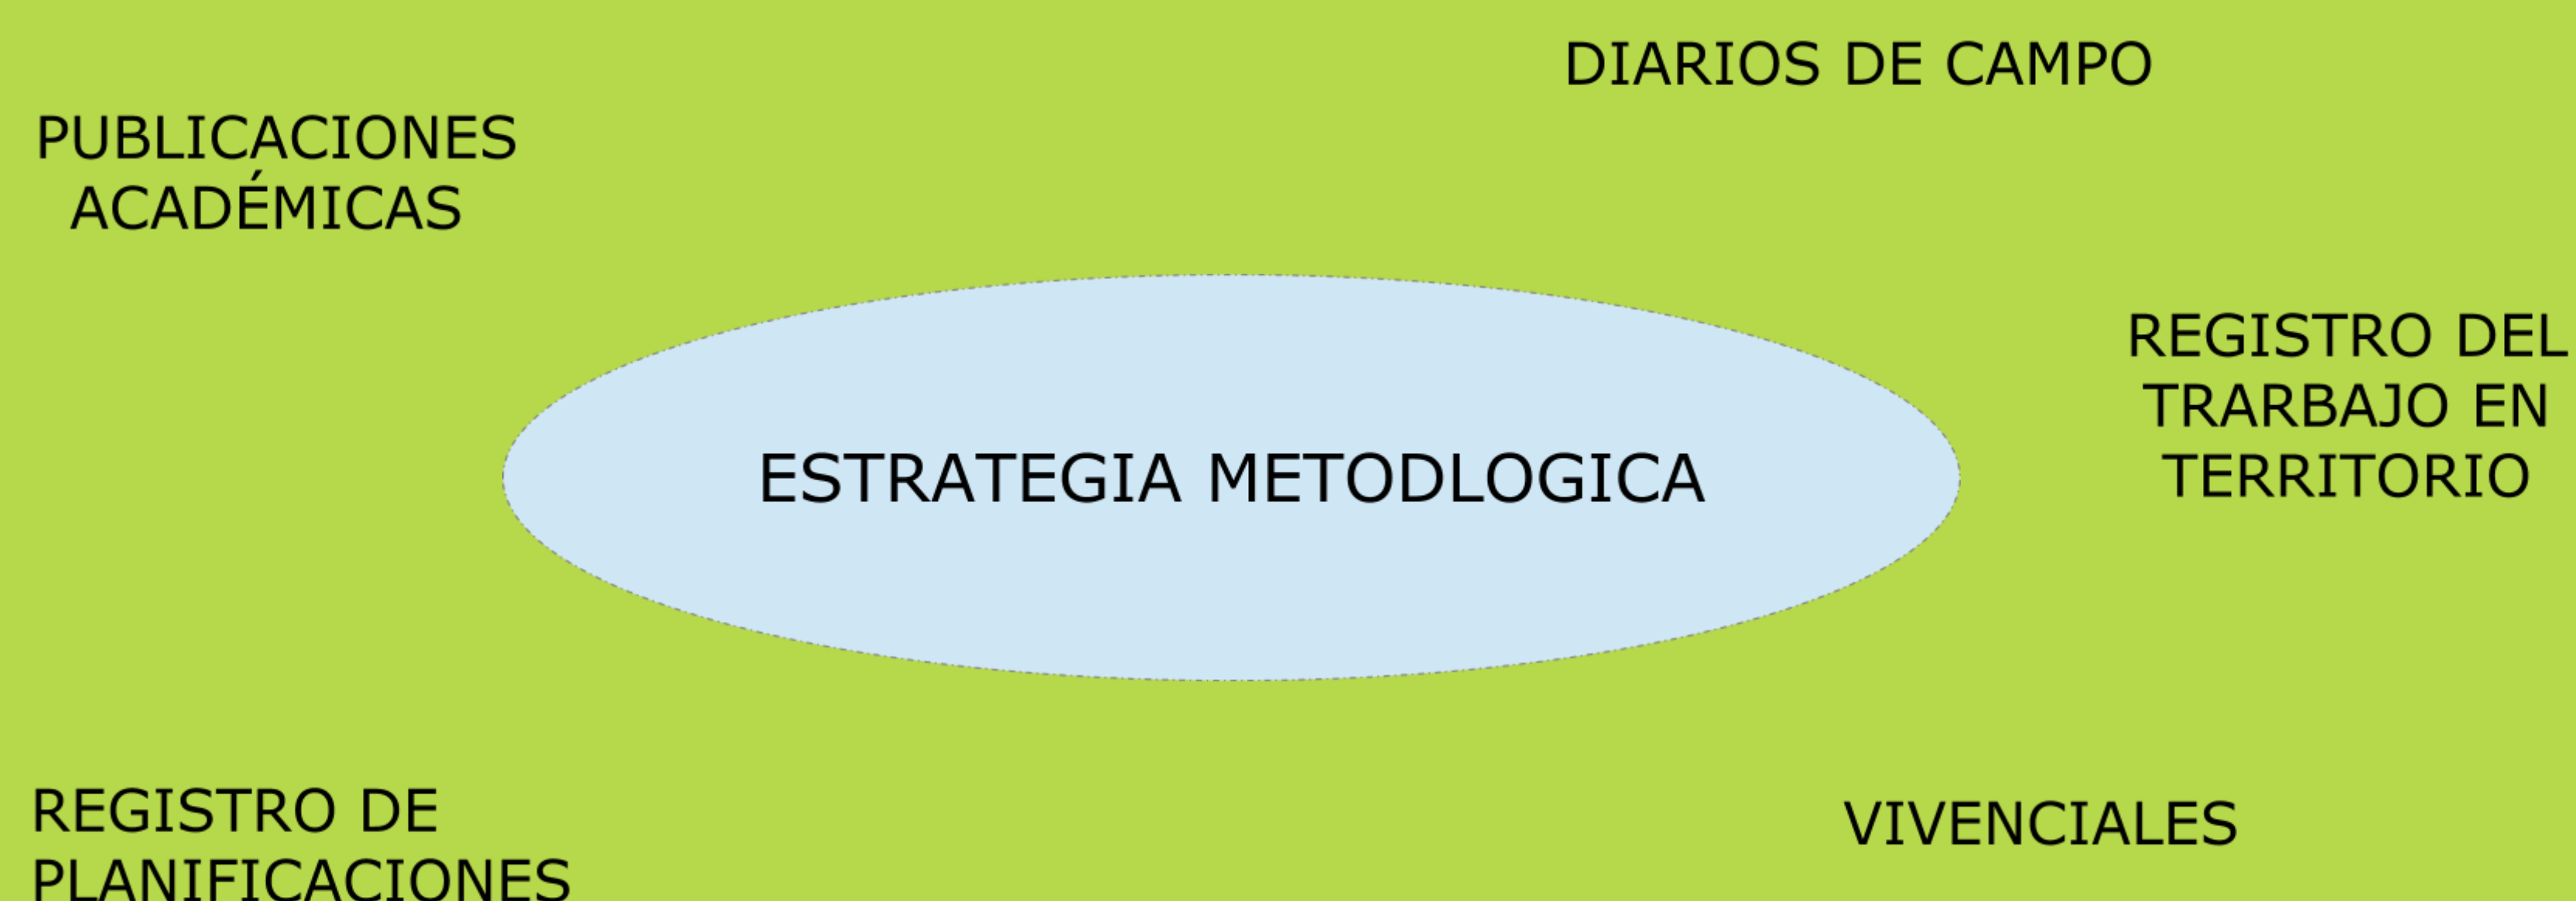 DIARIOS DE CAMPO
PUBLICACIONES
ACADÉMICAS
REGISTRO DEL
TRARBAJO EN
TERRITORIO
ESTRATEGIA METODLOGICA
REGISTRO DE
PLANIFICACIONES
VIVENCIALES